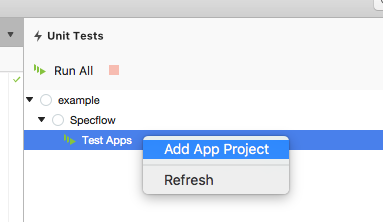 Unit Tests
Run All
example
Specflow
Test Apps
Add App Project
Refresh